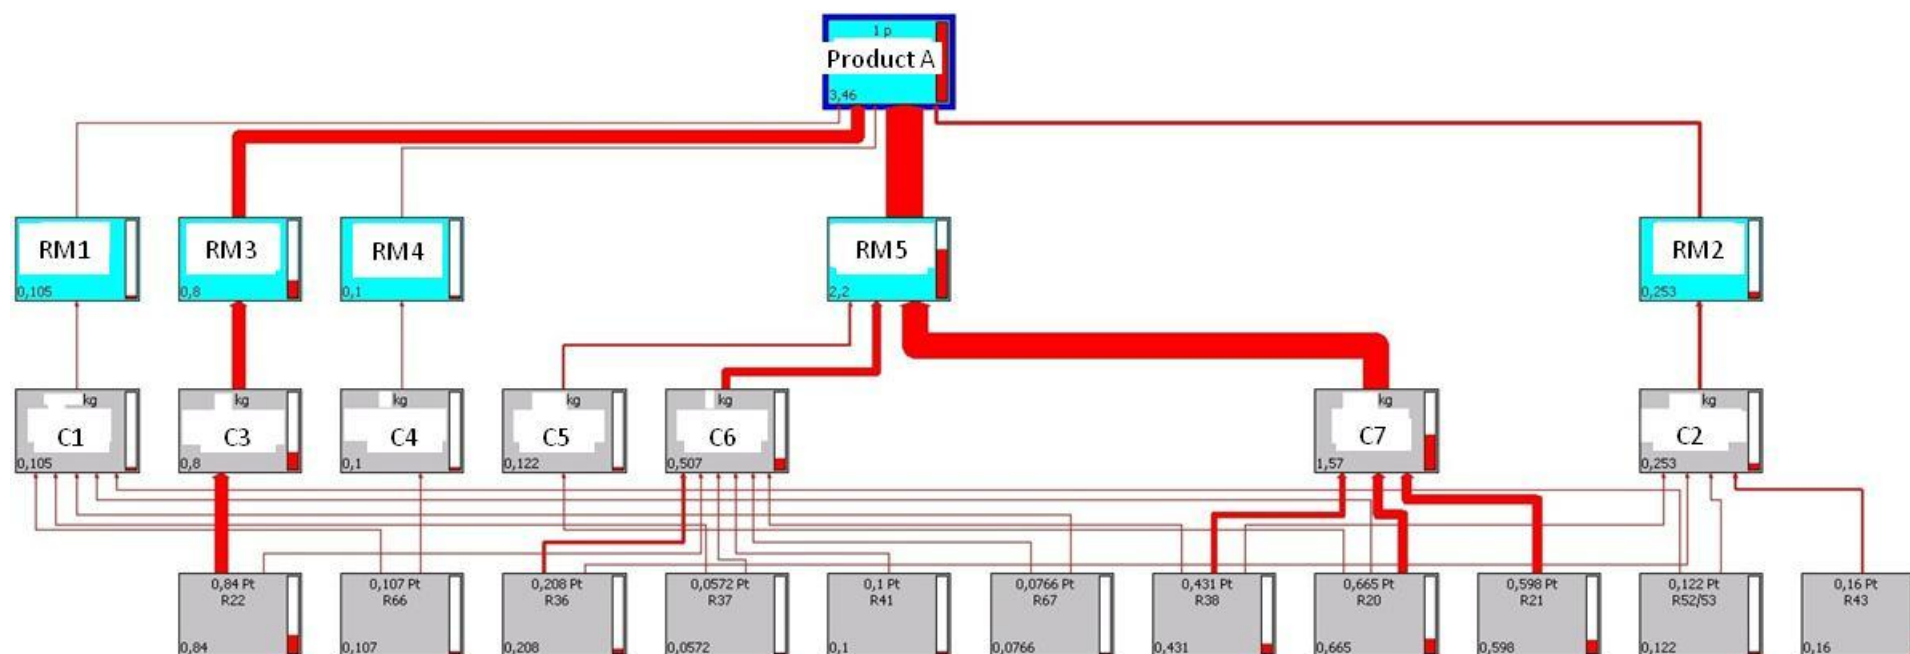 1 p
Product A
3,46
RM1
0,105
RM3
0,8
RM4
0,1
RM5
2,2
RM2
0,253
kg
C1
0,105
kg
C3
0,8
kg
C4
0,1
kg
C5
0,122
kg
C6
0,507
kg
C7
1,57
kg
C2
0,253
0,84 Pt
R22
0,84
0,107 Pt
R66
0,107
0,208 Pt
R36
0,208
0,0572 Pt
R37
0,0572
0,1 Pt
R41
0,1
0,0766 Pt
R67
0,0766
0,431 Pt
R38
0,431
0,665 Pt
R20
0,665
0,598 Pt
R21
0,598
0,122 Pt
R52/53
0,122
0,16 Pt
R43
0,16